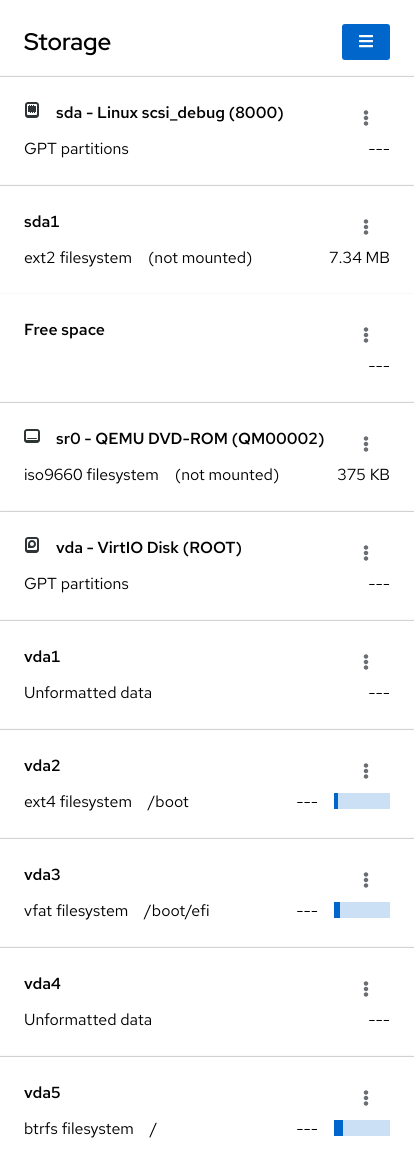 Storage
sda - Linux scsi_debug (8000)
GPT partitions ---
sda1
ext2 filesystem (not mounted) 7.34 MB
Free space
---
sr0 - QEMU DVD-ROM (QM00002)
iso9660 filesystem (not mounted) 375 KB
vda - VirtIO Disk (ROOT)
GPT partitions ---
vda1
Unformatted data ---
vda2
ext4 filesystem /boot ---
vda3
vfat filesystem /boot/efi ---
vda4
Unformatted data ---
vda5
btrfs filesystem / ---